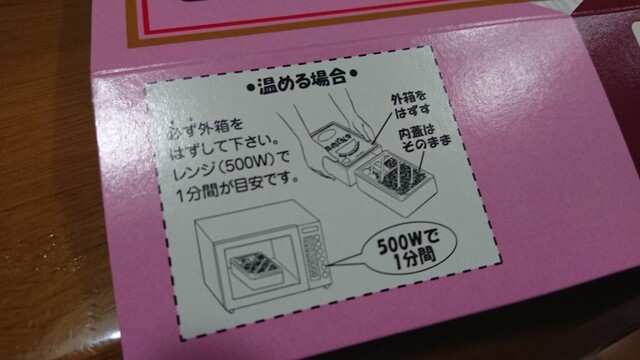 •温める場合•
必ず外箱を
はずして下さい。
レンジ(500W)で
1分間が目安です。
外箱を
はずす
内蓋は
そのまま
500Wで
1分間